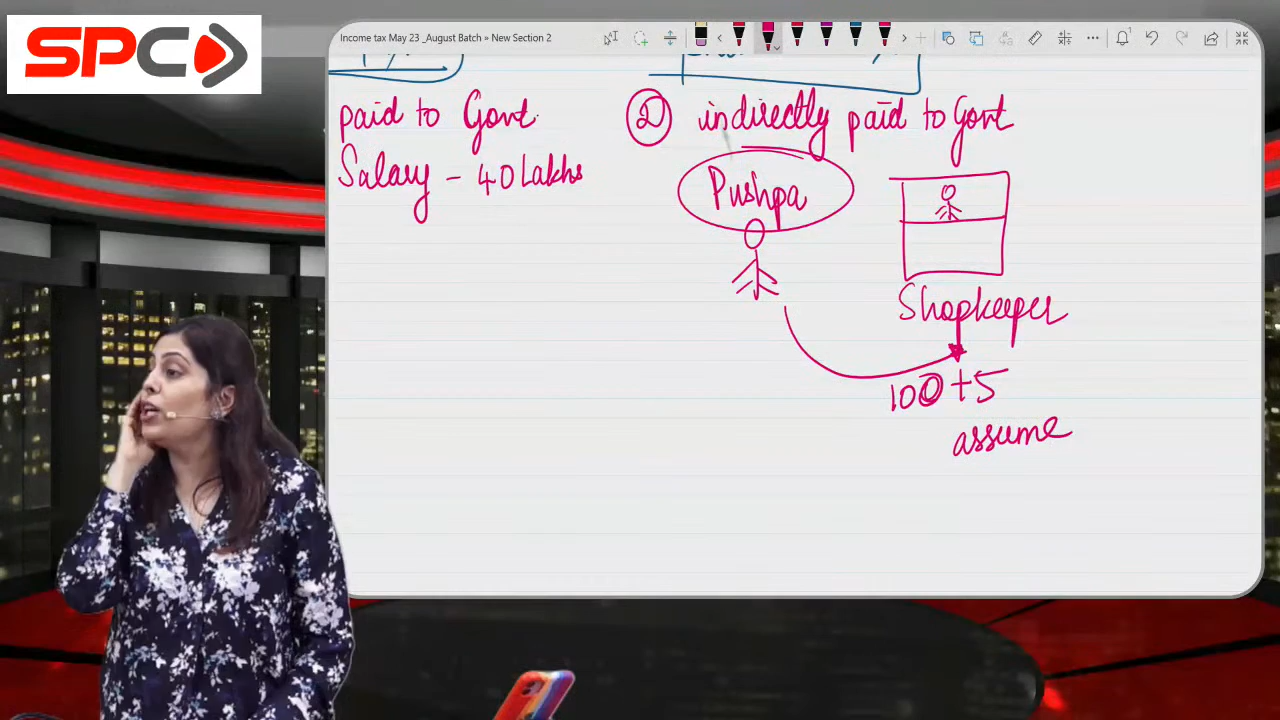 SPC
Income tax May 23 _August Batch » New Section 2
paid to Govt.
Salary - 40 Lakhs
② indirectly paid to Govt
Pushpa
Shopkeeper
100 + 5
assume